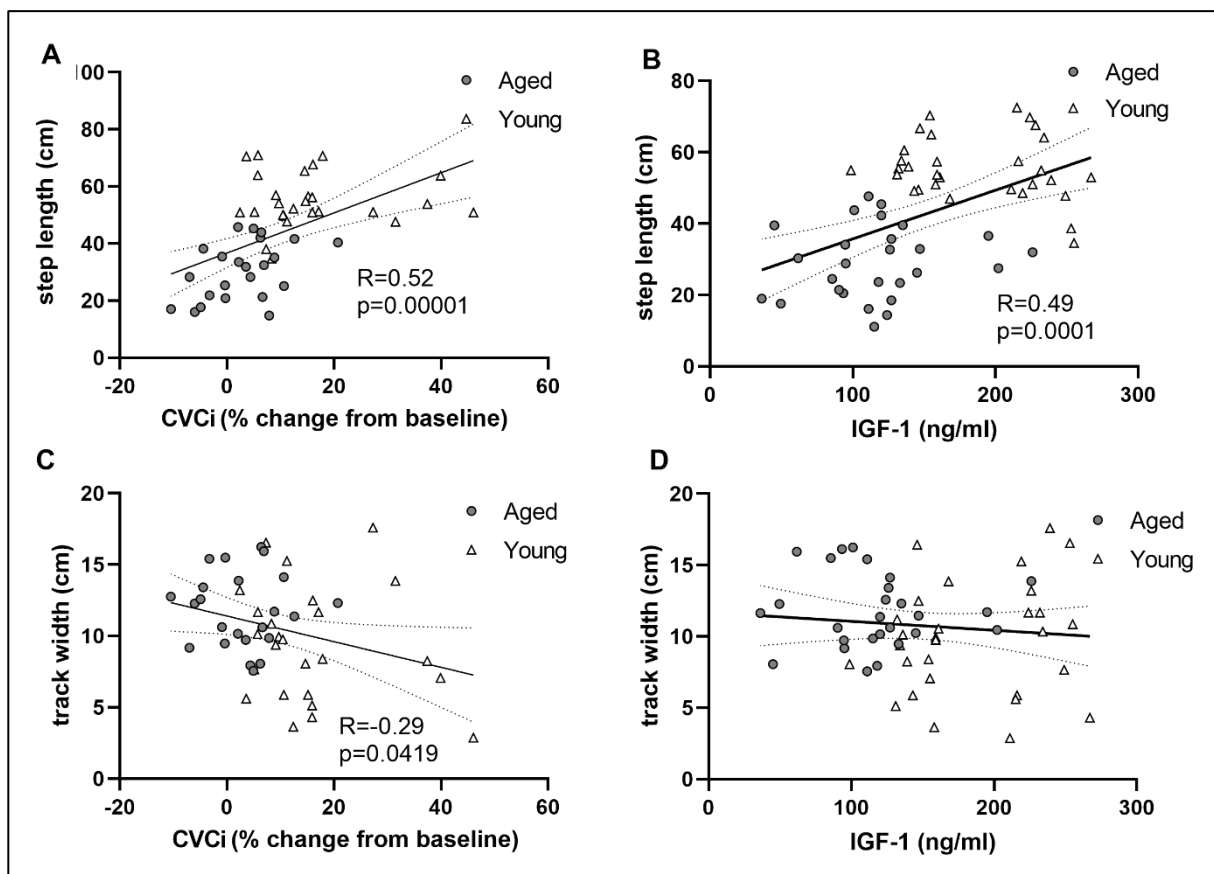 A
Aged
Young
step length (cm)
100
80
60
40
20
0
R=0.52
p=0.00001
-20 0 20 40 60
CVCi (% change from baseline)
B
Aged
Young
step length (cm)
80
60
40
20
0
R=0.49
p=0.0001
0 100 200 300
IGF-1 (ng/ml)
C
Aged
Young
track width (cm)
20
15
10
5
0
R=-0.29
p=0.0419
-20 0 20 40 60
CVCi (% change from baseline)
D
Aged
Young
track width (cm)
20
15
10
5
0
0 100 200 300
IGF-1 (ng/ml)